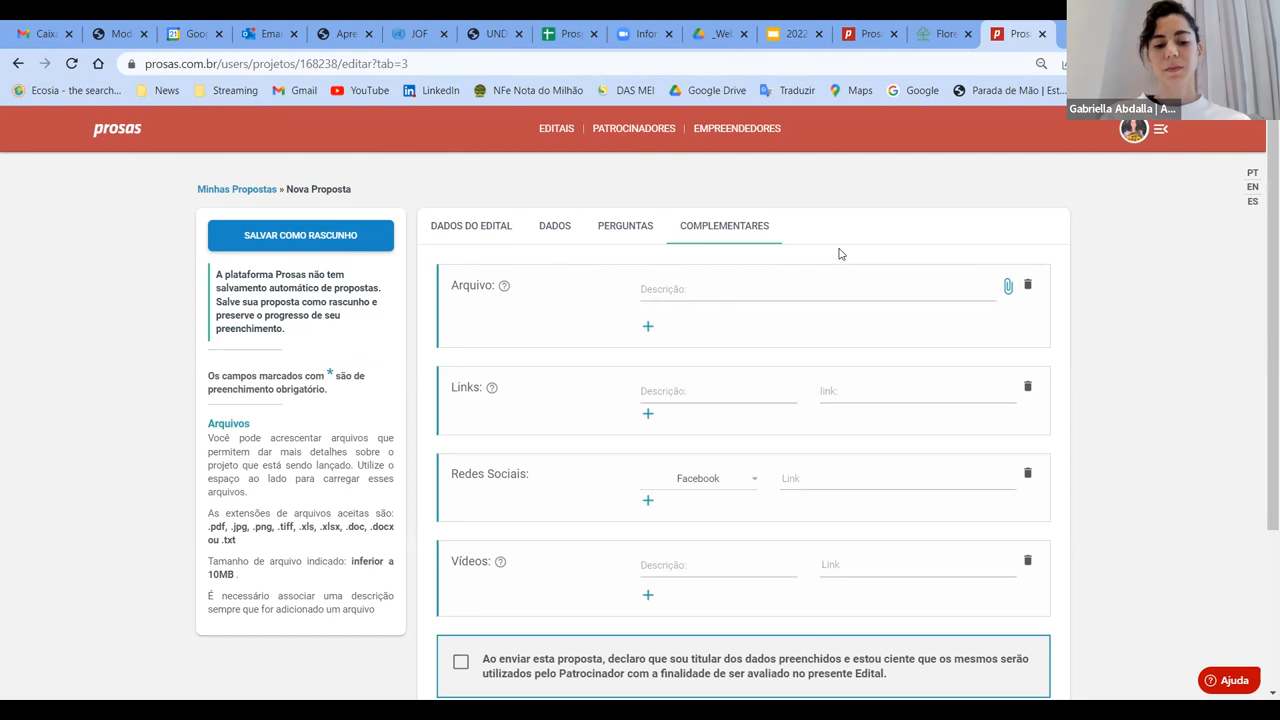 Caixa
Mod
Goo
Emai
Apre
JOF
UND
Prosp
Infor
_Wel
2022
Pros
Flore
Pros
prosas.com.br/users/projetos/168238/editar?tab=3
Ecosia - the search...
News
Streaming
Gmail
YouTube
LinkedIn
NFe Nota do Milhão
DAS MEI
Google Drive
Traduzir
Maps
Google
Parada de Mão | Est...
Gabriella Abdalla | A...
prosas
EDITAIS | PATROCINADORES | EMPREENDEDORES
PT
EN
ES
Minhas Propostas » Nova Proposta
SALVAR COMO RASCUNHO
A plataforma Prosas não tem
salvamento automático de propostas.
Salve sua proposta como rascunho e
preserve o progresso de seu
preenchimento.
Os campos marcados com * são de
preenchimento obrigatório.
Arquivos
Você pode acrescentar arquivos que
permitem dar mais detalhes sobre o
projeto que está sendo lançado. Utilize o
espaço ao lado para carregar esses
arquivos.
As extensões de arquivos aceitas são:
.pdf, .jpg, .png, .tiff, .xls, .xlsx, .doc, .docx
ou .txt
Tamanho de arquivo indicado: inferior a
10MB .
É necessário associar uma descrição
sempre que for adicionado um arquivo
DADOS DO EDITAL
DADOS
PERGUNTAS
COMPLEMENTARES
Arquivo:
Descrição:
Links:
Descrição:
link:
Redes Sociais:
Facebook
Link
Vídeos:
Descrição:
Link
Ao enviar esta proposta, declaro que sou titular dos dados preenchidos e estou ciente que os mesmos serão
utilizados pelo Patrocinador com a finalidade de ser avaliado no presente Edital.
Ajuda